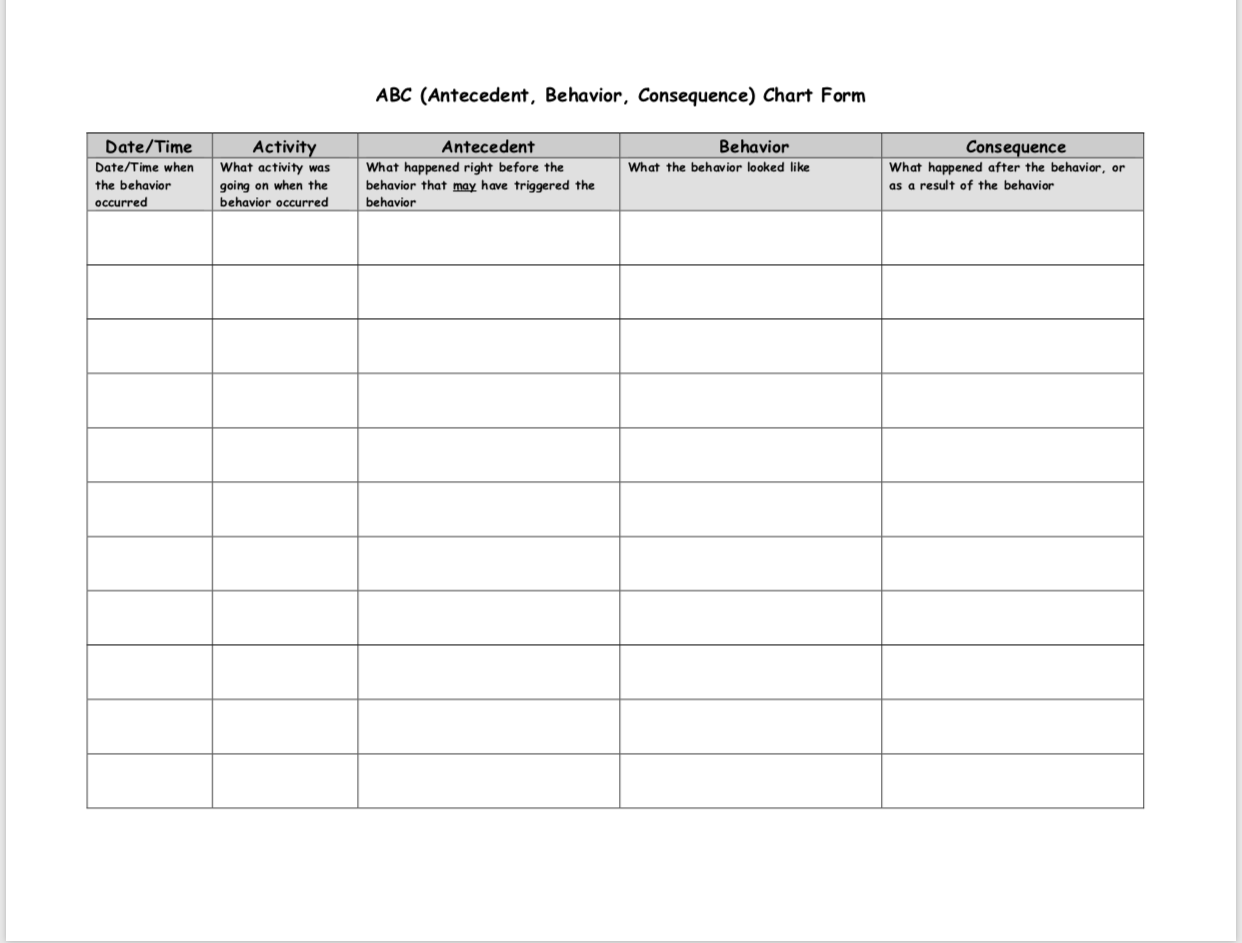 ABC (Antecedent, Behavior, Consequence) Chart Form
Date/Time
Activity
Antecedent
Behavior
Consequence
Date/Time when
the behavior
occurred
What activity was
going on when the
behavior occurred
What happened right before the
behavior that may have triggered the
behavior
What the behavior looked like
What happened after the behavior, or
as a result of the behavior